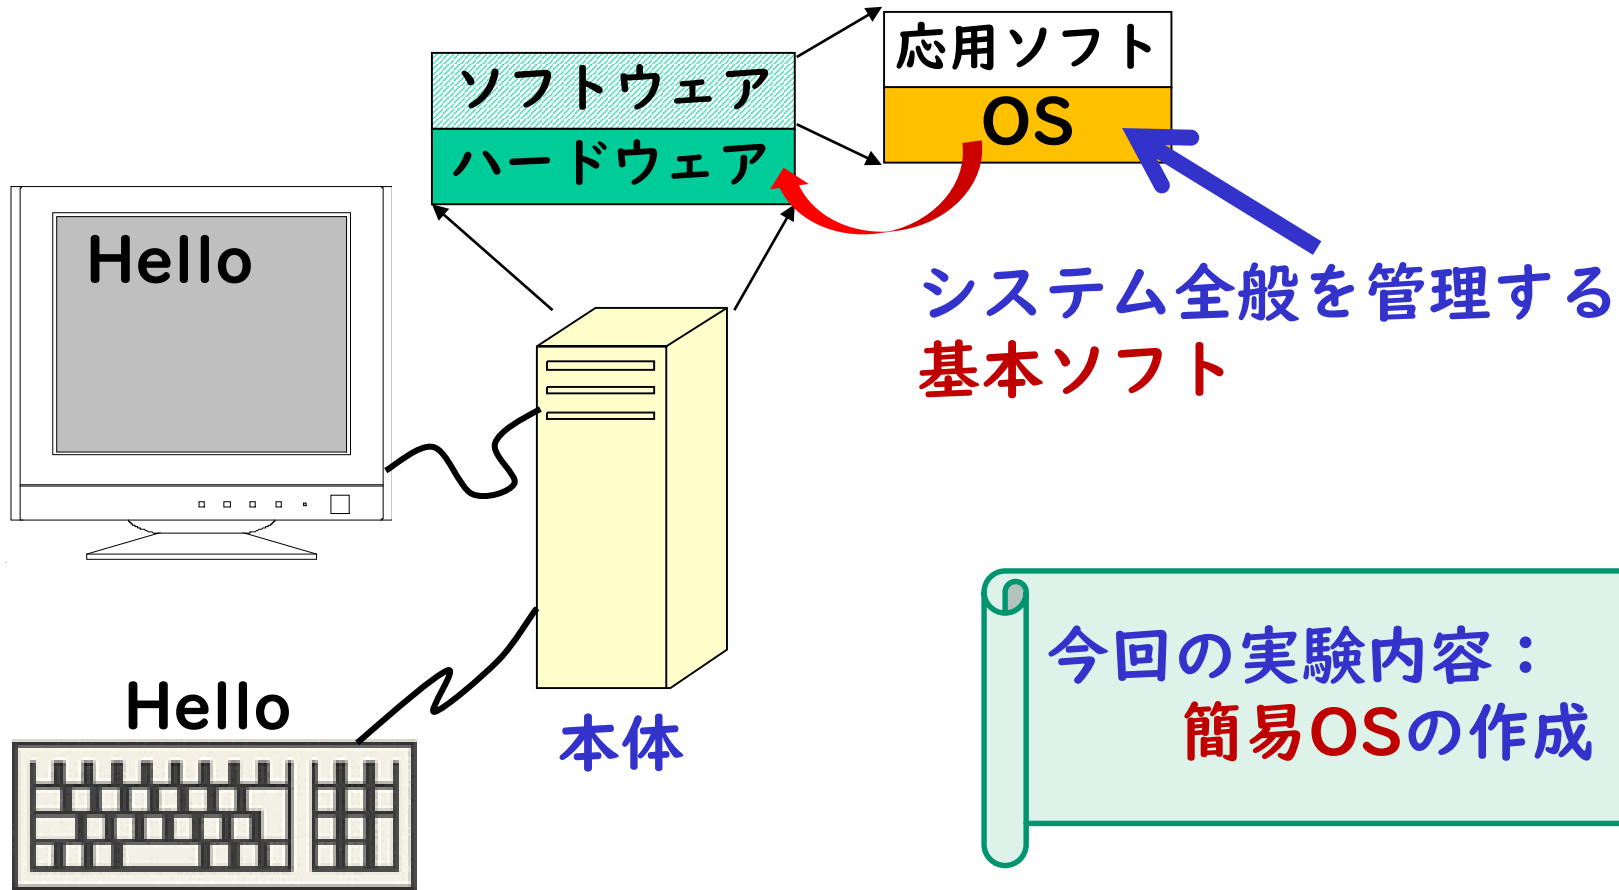 応用ソフト
OS
ソフトウェア
ハードウェア
Hello
システム全般を管理する
基本ソフト
今回の実験内容：
簡易OSの作成
Hello
本体